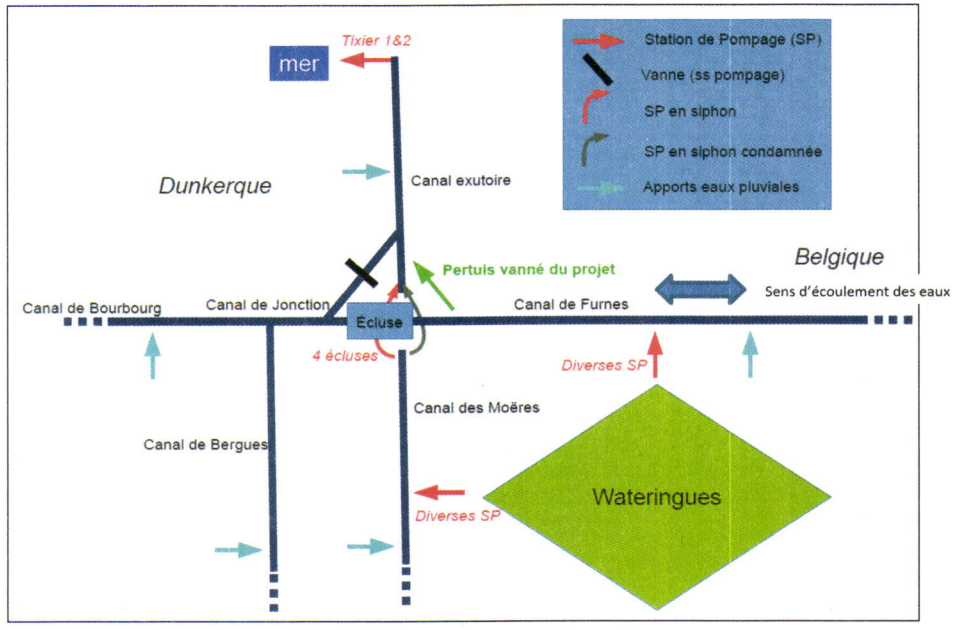 Tixier 1&2
mer
Station de Pompage (SP)
Vanne (ss pompage)
SP en siphon
SP en siphon condamnée
Apports eaux pluviales
Dunkerque
Canal exutoire
Pertuis vanné du projet
Belgique
Sens d'écoulement des eaux
Canal de Bourbourg
Canal de Jonction
Canal de Furnes
Écluse
4 écluses
Diverses SP
Canal des Moëres
Canal de Bergues
Wateringues
Diverses SP